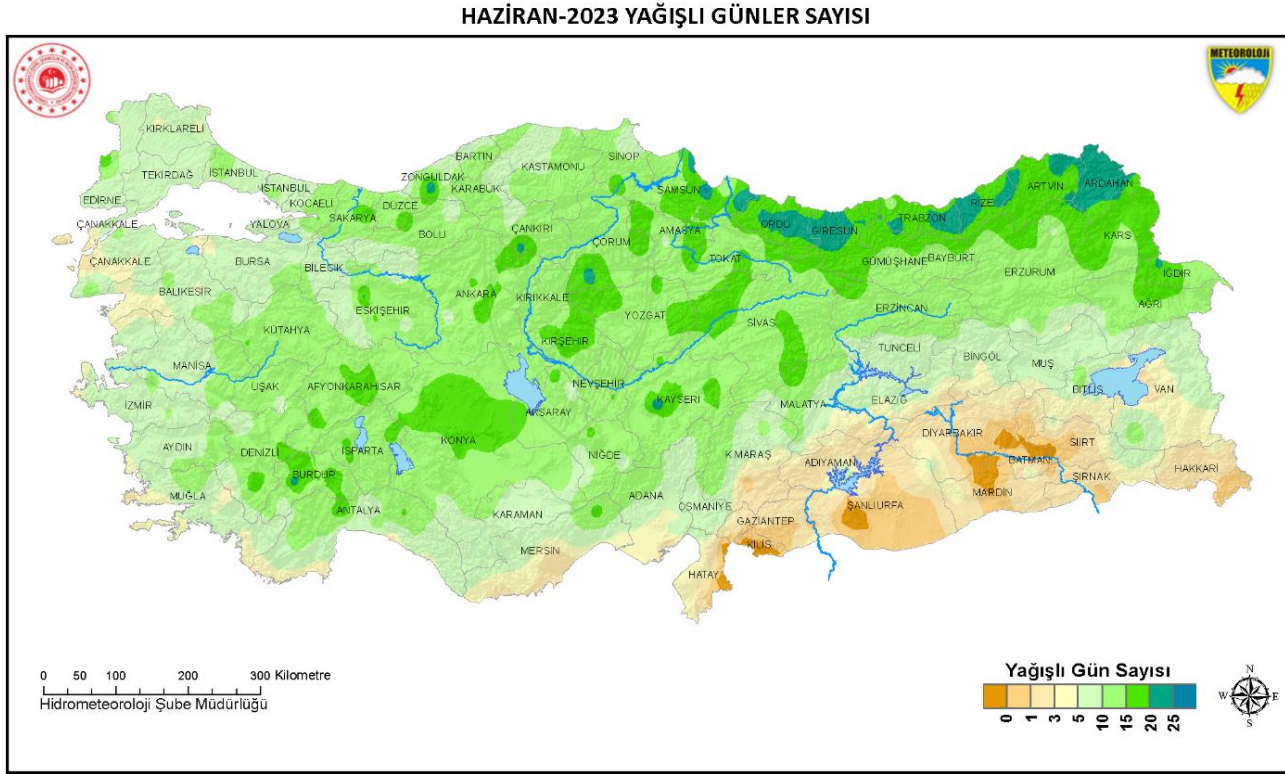 HAZİRAN-2023 YAĞIŞLI GÜNLER SAYISI
METEOROLOJİ
KIRKLARELİ
TEKİRDAĞ
İSTANBUL
İSTANBUL
EDİRNE
KOCAELİ
ÇANAKKALE
YALOVA
SAKARYA
DÜZCE
ZONGULDAK
BARTIN
KARABÜK
KASTAMONU
SİNOP
SAMSUN
BOLU
ÇANKIRI
ÇORUM
AMASYA
ORDU
GİRESUN
TRABZON
RİZE
ARTVİN
ARDAHAN
KARS
IĞDIR
ÇANAKKALE
BURSA
BİLECİK
BALIKESİR
ESKİŞEHİR
ANKARA
KIRIKKALE
TOKAT
GÜMÜŞHANE
BAYBURT
ERZURUM
AĞRI
KÜTAHYA
YOZGAT
SİVAS
ERZİNCAN
KIRŞEHİR
TUNCELİ
BİNGÖL
MUŞ
MANİSA
UŞAK
AFYONKARAHİSAR
NEVŞEHİR
KAYSERİ
MALATYA
ELAZIĞ
BİTLİS
VAN
İZMİR
AKSARAY
AYDIN
DENİZLİ
ISPARTA
KONYA
NİĞDE
K.MARAŞ
ADIYAMAN
DİYARBAKIR
BATMAN
SİİRT
ŞIRNAK
HAKKARİ
BURDUR
MUĞLA
ANTALYA
KARAMAN
ADANA
OSMANİYE
GAZİANTEP
ŞANLIURFA
MARDİN
MERSİN
KİLİS
HATAY
0 50 100 200 300 Kilometre
Hidrometeoroloji Şube Müdürlüğü
Yağışlı Gün Sayısı
0 1 3 5 10 15 20 25
N
W E
S